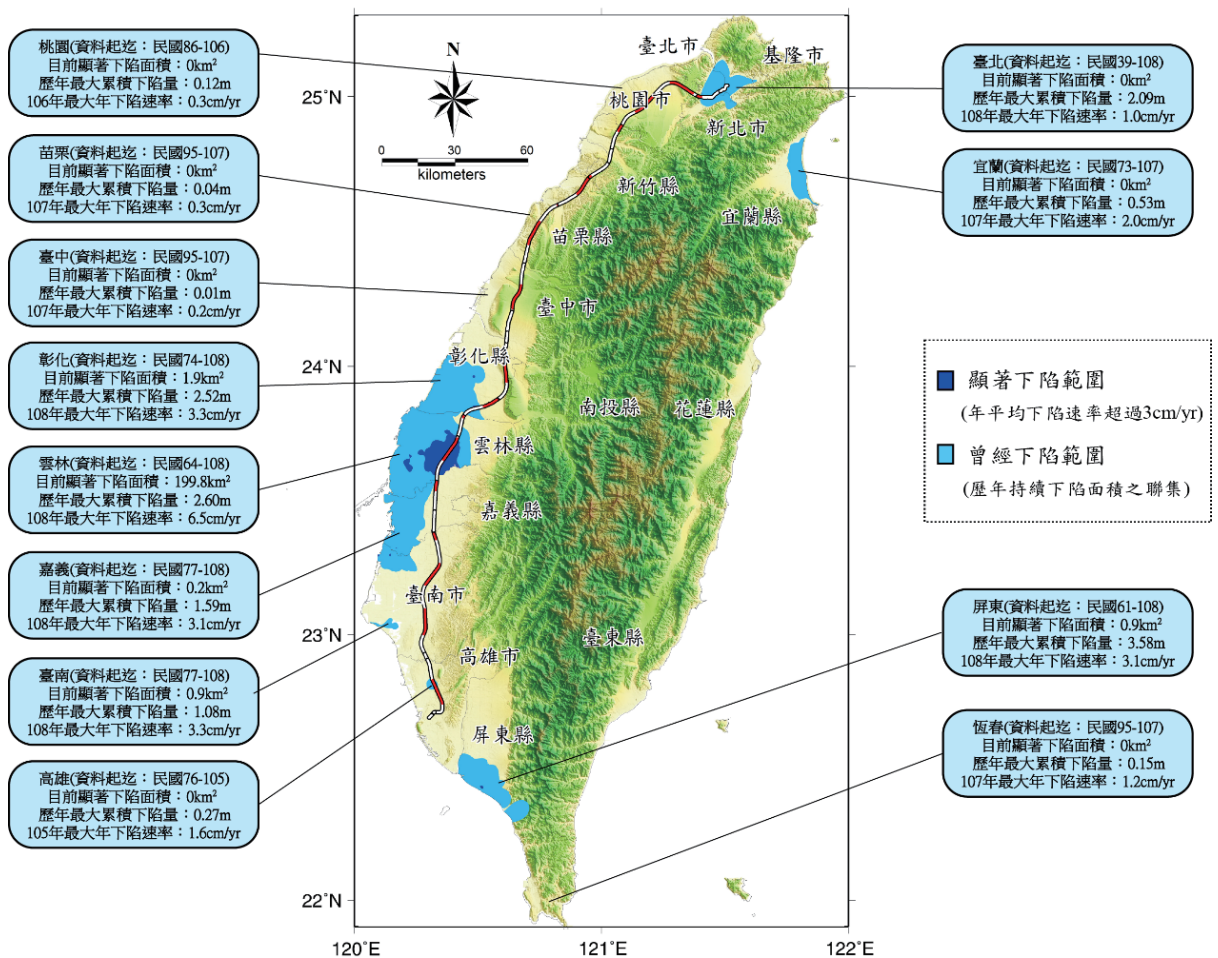 桃園(資料起迄：民國86-106)
目前顯著下陷面積：0km²
歷年最大累積下陷量：0.12m
106年最大年下陷速率：0.3cm/yr
苗栗(資料起迄：民國95-107)
目前顯著下陷面積：0km²
歷年最大累積下陷量：0.04m
107年最大年下陷速率：0.3cm/yr
臺中(資料起迄：民國95-107)
目前顯著下陷面積：0km²
歷年最大累積下陷量：0.01m
107年最大年下陷速率：0.2cm/yr
彰化(資料起迄：民國74-108)
目前顯著下陷面積：1.9km²
歷年最大累積下陷量：2.52m
108年最大年下陷速率：3.3cm/yr
雲林(資料起迄：民國64-108)
目前顯著下陷面積：199.8km²
歷年最大累積下陷量：2.60m
108年最大年下陷速率：6.5cm/yr
嘉義(資料起迄：民國77-108)
目前顯著下陷面積：0.2km²
歷年最大累積下陷量：1.59m
108年最大年下陷速率：3.1cm/yr
臺南(資料起迄：民國77-108)
目前顯著下陷面積：0.9km²
歷年最大累積下陷量：1.08m
108年最大年下陷速率：3.3cm/yr
高雄(資料起迄：民國76-105)
目前顯著下陷面積：0km²
歷年最大累積下陷量：0.27m
105年最大年下陷速率：1.6cm/yr
N
0 30 60
kilometers
25°N
24°N
23°N
22°N
120°E
121°E
122°E
臺北市
基隆市
桃園市
新北市
新竹縣
宜蘭縣
苗栗縣
臺中市
彰化縣
南投縣
花蓮縣
雲林縣
嘉義縣
臺南市
高雄市
臺東縣
屏東縣
臺北(資料起迄：民國39-108)
目前顯著下陷面積：0km²
歷年最大累積下陷量：2.09m
108年最大年下陷速率：1.0cm/yr
宜蘭(資料起迄：民國73-107)
目前顯著下陷面積：0km²
歷年最大累積下陷量：0.53m
107年最大年下陷速率：2.0cm/yr
顯著下陷範圍
(年平均下陷速率超過3cm/yr)
曾經下陷範圍
(歷年持續下陷面積之聯集)
屏東(資料起迄：民國61-108)
目前顯著下陷面積：0.9km²
歷年最大累積下陷量：3.58m
108年最大年下陷速率：3.1cm/yr
恆春(資料起迄：民國95-107)
目前顯著下陷面積：0km²
歷年最大累積下陷量：0.15m
107年最大年下陷速率：1.2cm/yr